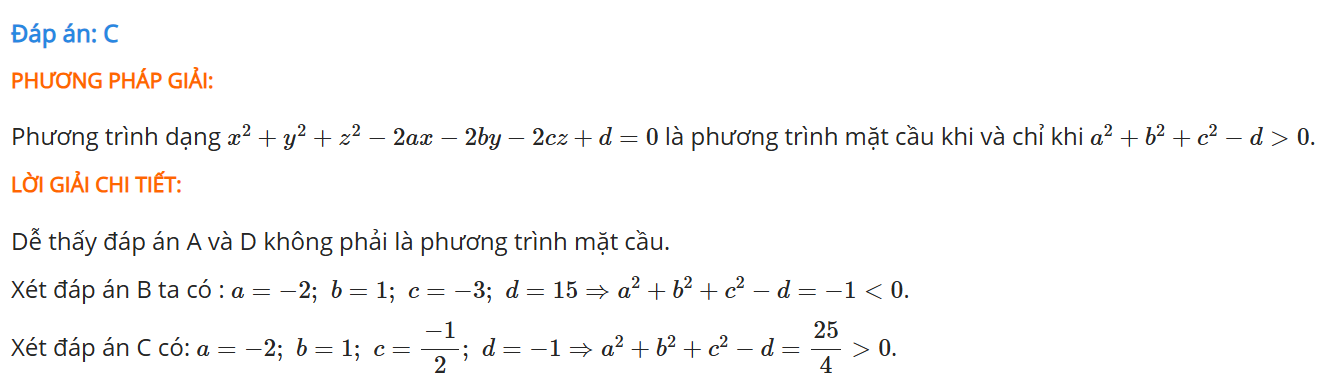 Đáp án: C
PHƯƠNG PHÁP GIẢI:
Phương trình dạng $x^2 + y^2 + z^2 - 2ax - 2by - 2cz + d = 0$ là phương trình mặt cầu khi và chỉ khi $a^2 + b^2 + c^2 - d > 0$.
LỜI GIẢI CHI TIẾT:
Dễ thấy đáp án A và D không phải là phương trình mặt cầu.
Xét đáp án B ta có : $a = -2;\ b = 1;\ c = -3;\ d = 15 \Rightarrow a^2 + b^2 + c^2 - d = -1 < 0$.
Xét đáp án C có: $a = -2;\ b = 1;\ c = \frac{-1}{2};\ d = -1 \Rightarrow a^2 + b^2 + c^2 - d = \frac{25}{4} > 0$.